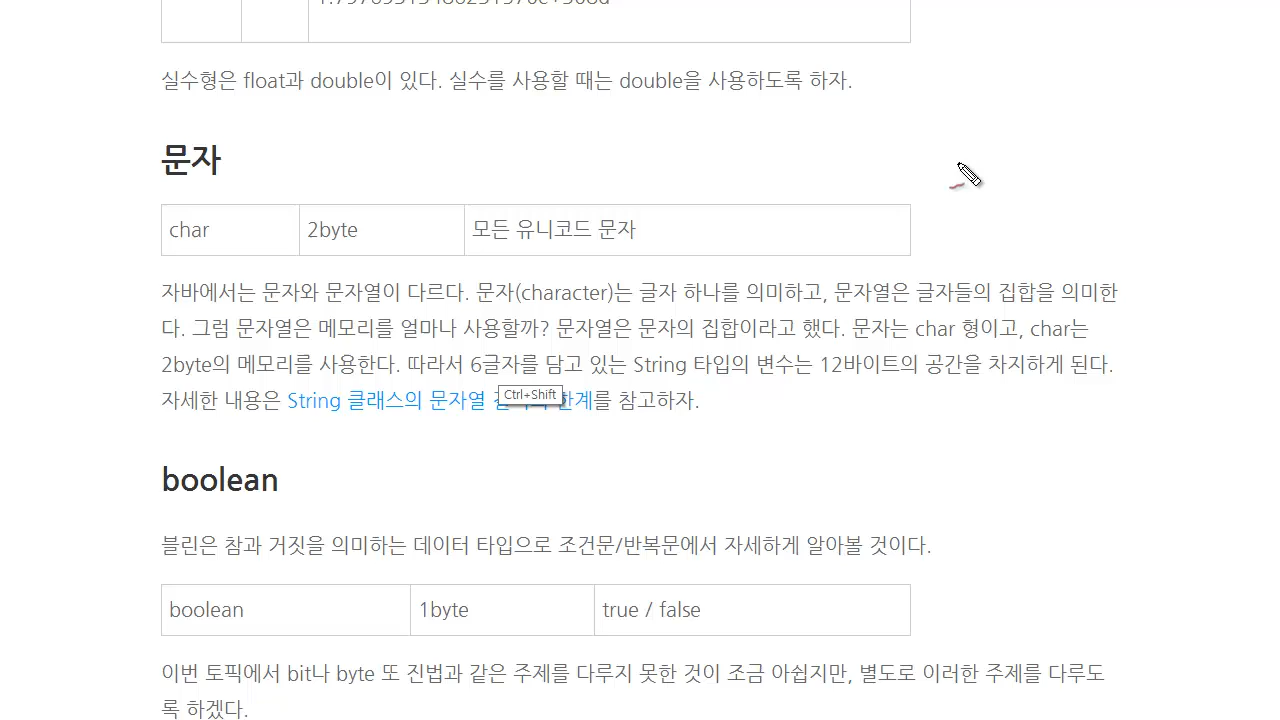 실수형은 float과 double이 있다. 실수를 사용할 때는 double을 사용하도록 하자.
문자
char 2byte 모든 유니코드 문자
자바에서는 문자와 문자열이 다르다. 문자(character)는 글자 하나를 의미하고, 문자열은 글자들의 집합을 의미한
다. 그럼 문자열은 메모리를 얼마나 사용할까? 문자열은 문자의 집합이라고 했다. 문자는 char 형이고, char는
2byte의 메모리를 사용한다. 따라서 6글자를 담고 있는 String 타입의 변수는 12바이트의 공간을 차지하게 된다.
자세한 내용은 String 클래스의 문자열 한계를 참고하자.
Ctrl+Shift
boolean
블린은 참과 거짓을 의미하는 데이터 타입으로 조건문/반복문에서 자세하게 알아볼 것이다.
boolean 1byte true / false
이번 토픽에서 bit나 byte 또 진법과 같은 주제를 다루지 못한 것이 조금 아쉽지만, 별도로 이러한 주제를 다루도
록 하겠다.